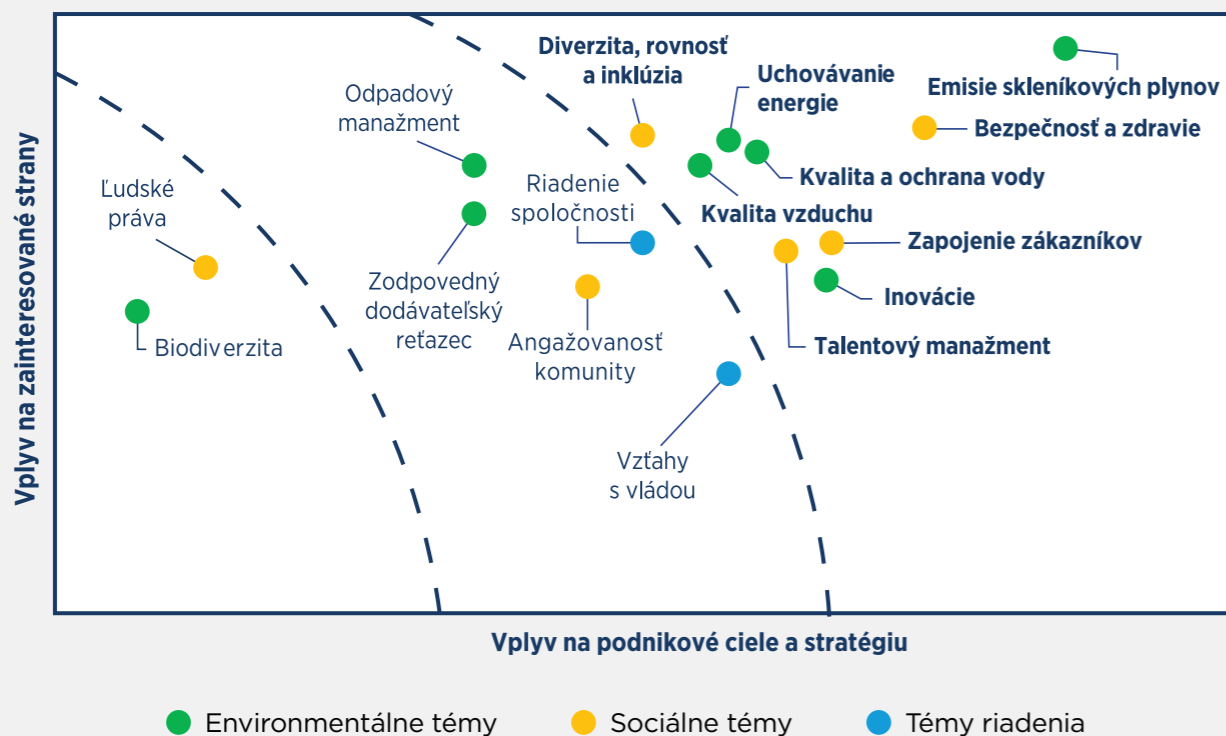 Vplyv na zainteresované strany
Diverzita, rovnosť
a inklúzia
Uchovávanie
energie
Emisie skleníkových plynov
Odpadový
manažment
Bezpečnosť a zdravie
Ľudské
práva
Riadenie
spoločnosti
Kvalita a ochrana vody
Kvalita vzduchu
Zapojenie zákazníkov
Zodpovedný
dodávateľský
reťazec
Inovácie
Biodiverzita
Angažovanosť
komunity
Talentový manažment
Vzťahy
s vládou
Vplyv na podnikové ciele a stratégiu
Environmentálne témy
Sociálne témy
Témy riadenia